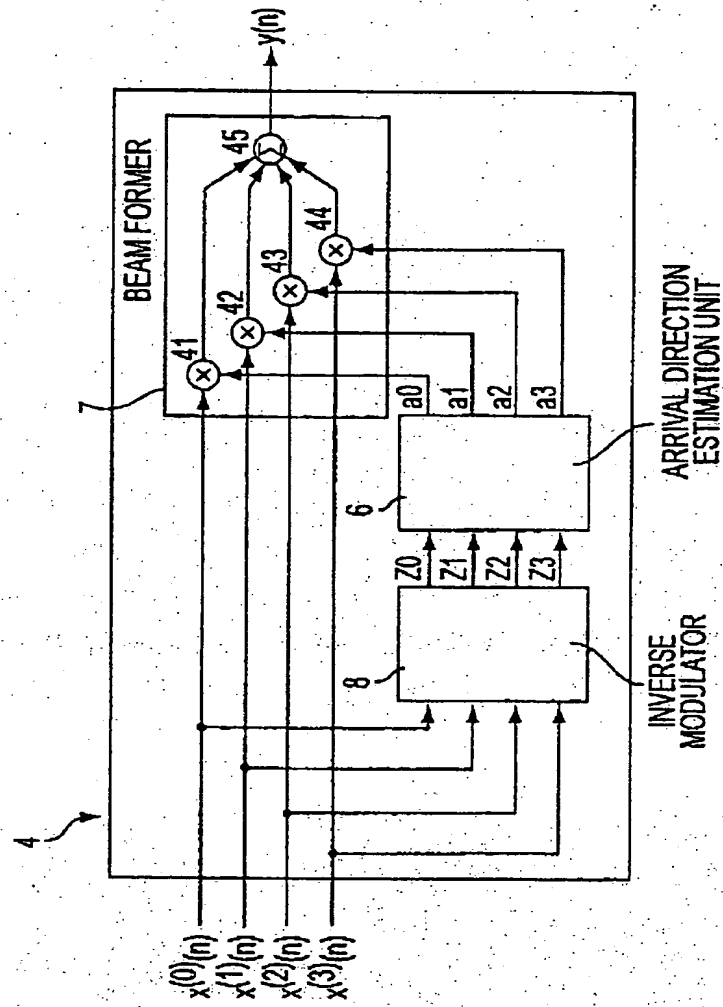 4
7
BEAM FORMER
x(0)(n)
x(1)(n)
x(2)(n)
x(3)(n)
41
42
43
44
45
Σ
y(n)
×
×
×
×
8
Z0
Z1
Z2
Z3
6
a0
a1
a2
a3
INVERSE
MODULATOR
ARRIVAL DIRECTION
ESTIMATION UNIT